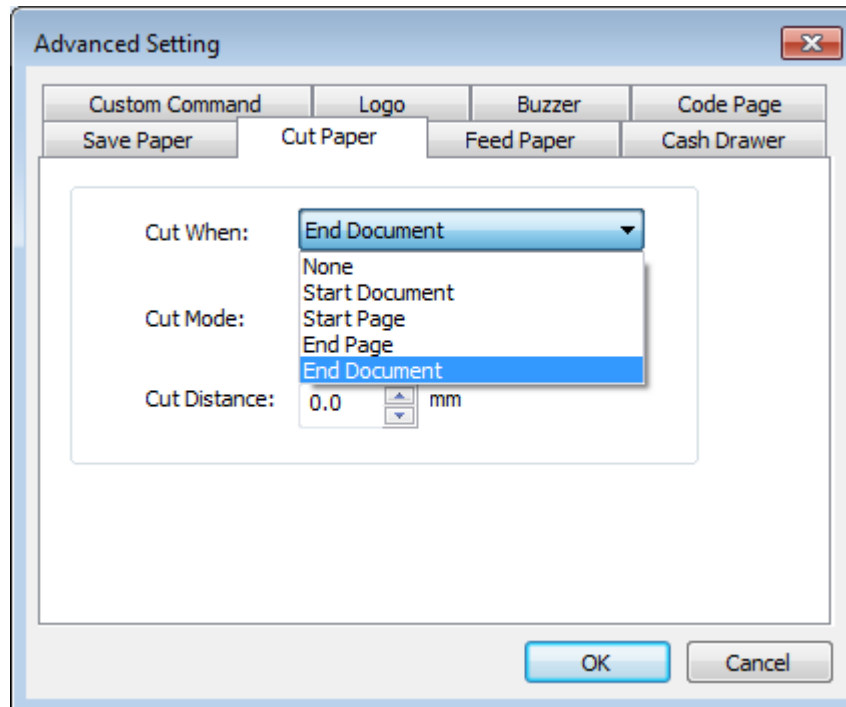 Advanced Setting
Custom Command Logo Buzzer Code Page
Save Paper Cut Paper Feed Paper Cash Drawer
Cut When: End Document
None
Start Document
Cut Mode: Start Page
End Page
End Document
Cut Distance: 0.0 mm
OK Cancel